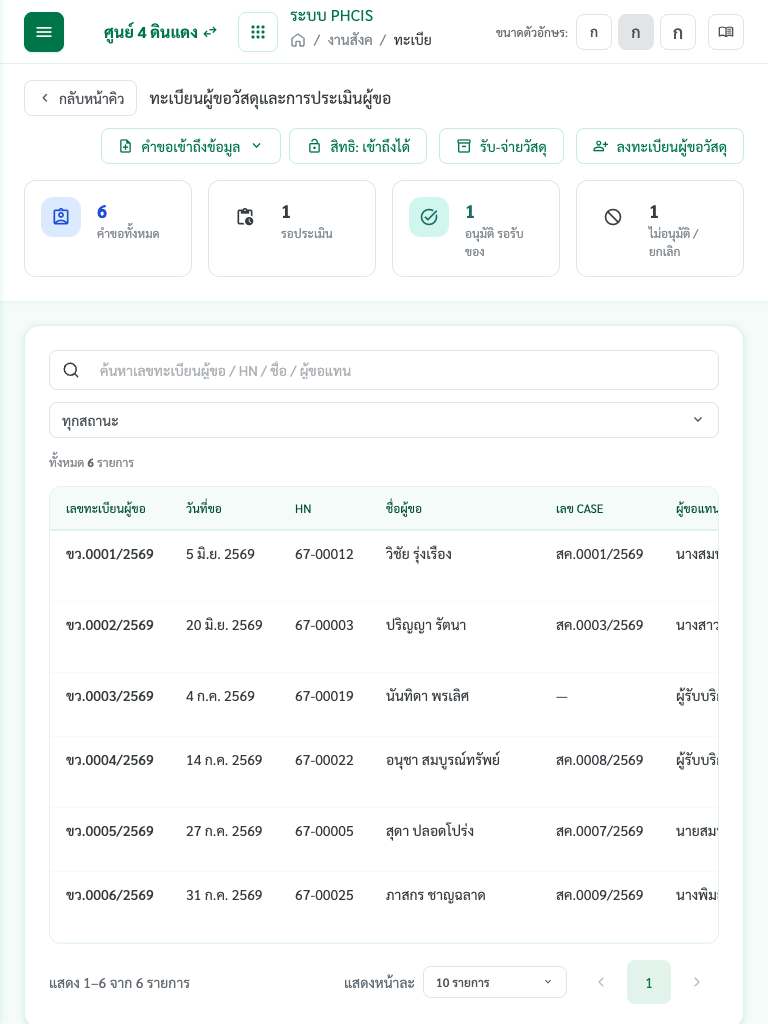 ศูนย์ 4 ดินแดง
ระบบ PHCIS
/ งานสังค / ทะเบีย
ขนาดตัวอักษร: ก ก ก
กลับหน้าคิว
ทะเบียนผู้ขอวัสดุและการประเมินผู้ขอ
คำขอเข้าถึงข้อมูล
สิทธิ: เข้าถึงได้
รับ-จ่ายวัสดุ
ลงทะเบียนผู้ขอวัสดุ
6
คำขอทั้งหมด
1
รอประเมิน
1
อนุมัติ รอรับ
ของ
1
ไม่อนุมัติ /
ยกเลิก
ค้นหาเลขทะเบียนผู้ขอ / HN / ชื่อ / ผู้ขอแทน
ทุกสถานะ
ทั้งหมด 6 รายการ
เลขทะเบียนผู้ขอ วันที่ขอ HN ชื่อผู้ขอ เลข CASE ผู้ขอแทน
ขว.0001/2569 5 มิ.ย. 2569 67-00012 วิชัย รุ่งเรือง สค.0001/2569
ขว.0002/2569 20 มิ.ย. 2569 67-00003 ปริญญา รัตนา สค.0003/2569 นางสาว
ขว.0003/2569 4 ก.ค. 2569 67-00019 นันทิดา พรเลิศ — ผู้รับบริ
ขว.0004/2569 14 ก.ค. 2569 67-00022 อนุชา สมบูรณ์ทรัพย์ สค.0008/2569 ผู้รับบริ
ขว.0005/2569 27 ก.ค. 2569 67-00005 สุดา ปลอดโปร่ง สค.0007/2569
ขว.0006/2569 31 ก.ค. 2569 67-00025 ภาสกร ชาญฉลาด สค.0009/2569
แสดง 1–6 จาก 6 รายการ
แสดงหน้าละ 10 รายการ
1